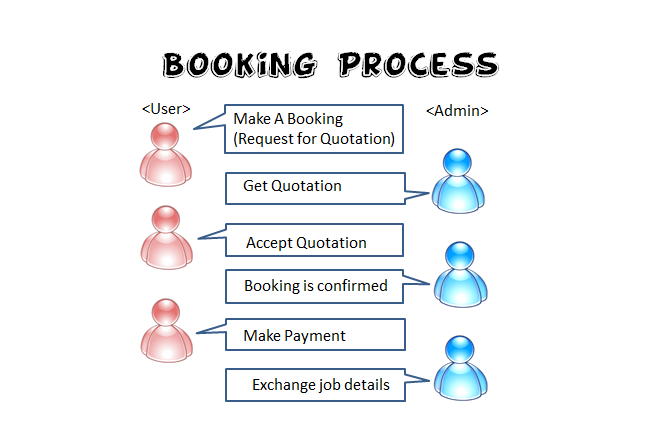 BOOKING PROCESS
<User>
<Admin>
Make A Booking
(Request for Quotation)
Get Quotation
Accept Quotation
Booking is confirmed
Make Payment
Exchange job details